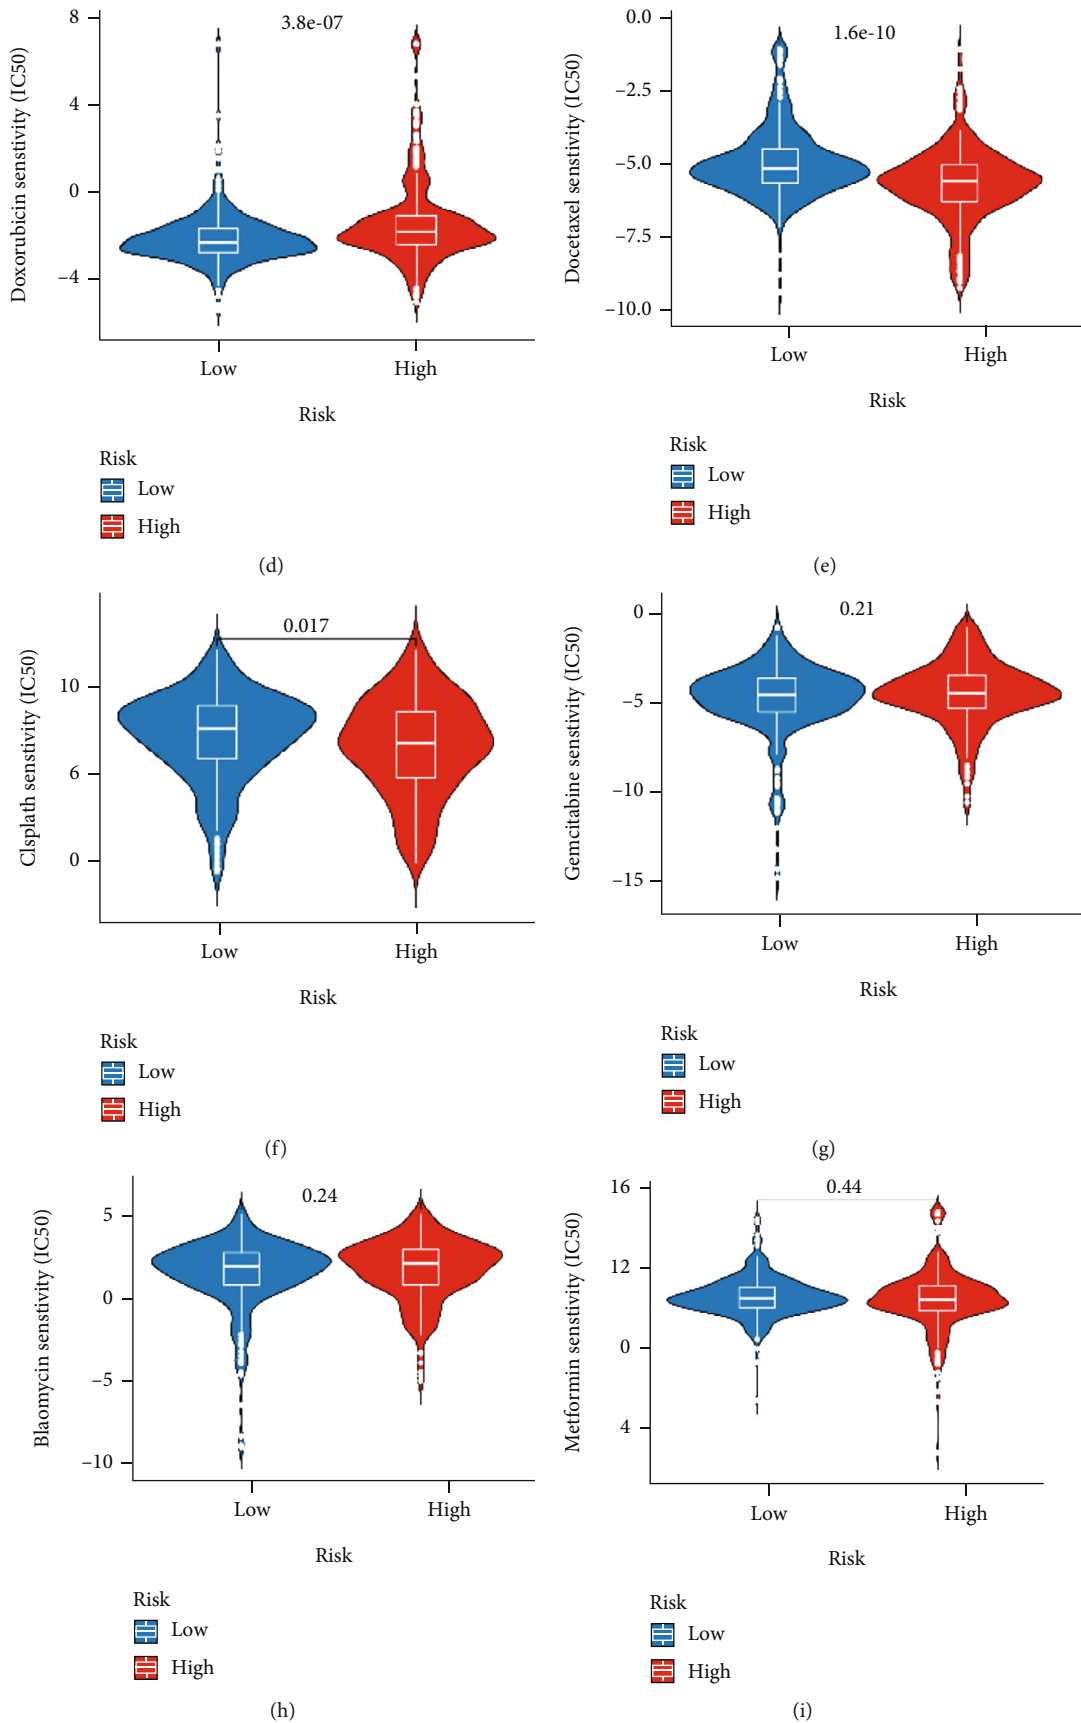 8
4
0
−4
Doxorubicin senstivity (IC50)
3.8e-07
Low
High
Risk
Risk
Low
High
(d)
0.0
−2.5
−5.0
−7.5
−10.0
Docetaxel senstivity (IC50)
1.6e-10
Low
High
Risk
Risk
Low
High
(e)
10
6
0
Clsplath senstivity (IC50)
0.017
Low
High
Risk
Risk
Low
High
(f)
0
−5
−10
−15
Gemcitabine senstivity (IC50)
0.21
Low
High
Risk
Risk
Low
High
(g)
5
0
−5
−10
Blaomycin senstivity (IC50)
0.24
Low
High
Risk
Risk
Low
High
(h)
16
12
0
4
Metformin senstivity (IC50)
0.44
Low
High
Risk
Risk
Low
High
(i)